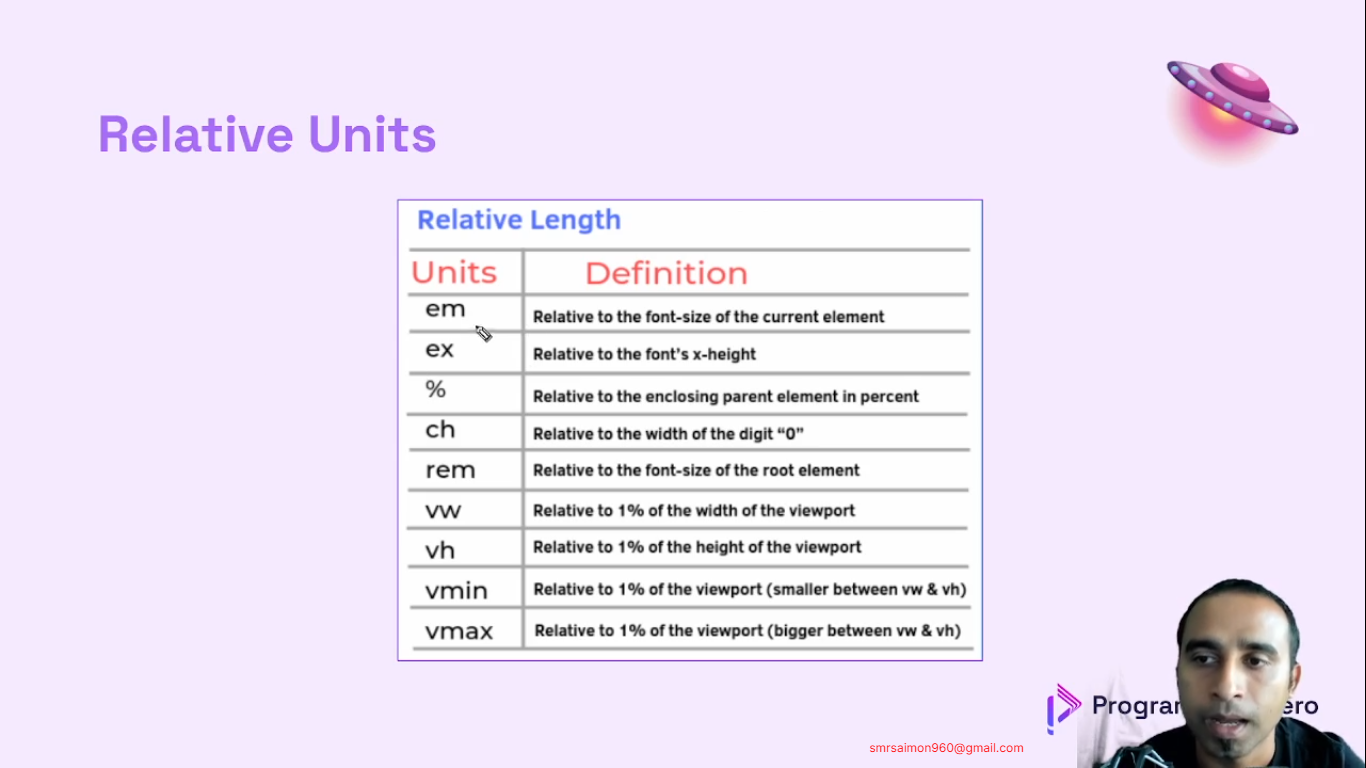 Relative Units
Relative Length
Units Definition
em Relative to the font-size of the current element
ex Relative to the font's x-height
% Relative to the enclosing parent element in percent
ch Relative to the width of the digit “0”
rem Relative to the font-size of the root element
vw Relative to 1% of the width of the viewport
vh Relative to 1% of the height of the viewport
vmin Relative to 1% of the viewport (smaller between vw & vh)
vmax Relative to 1% of the viewport (bigger between vw & vh)
smrsaimon960@gmail.com